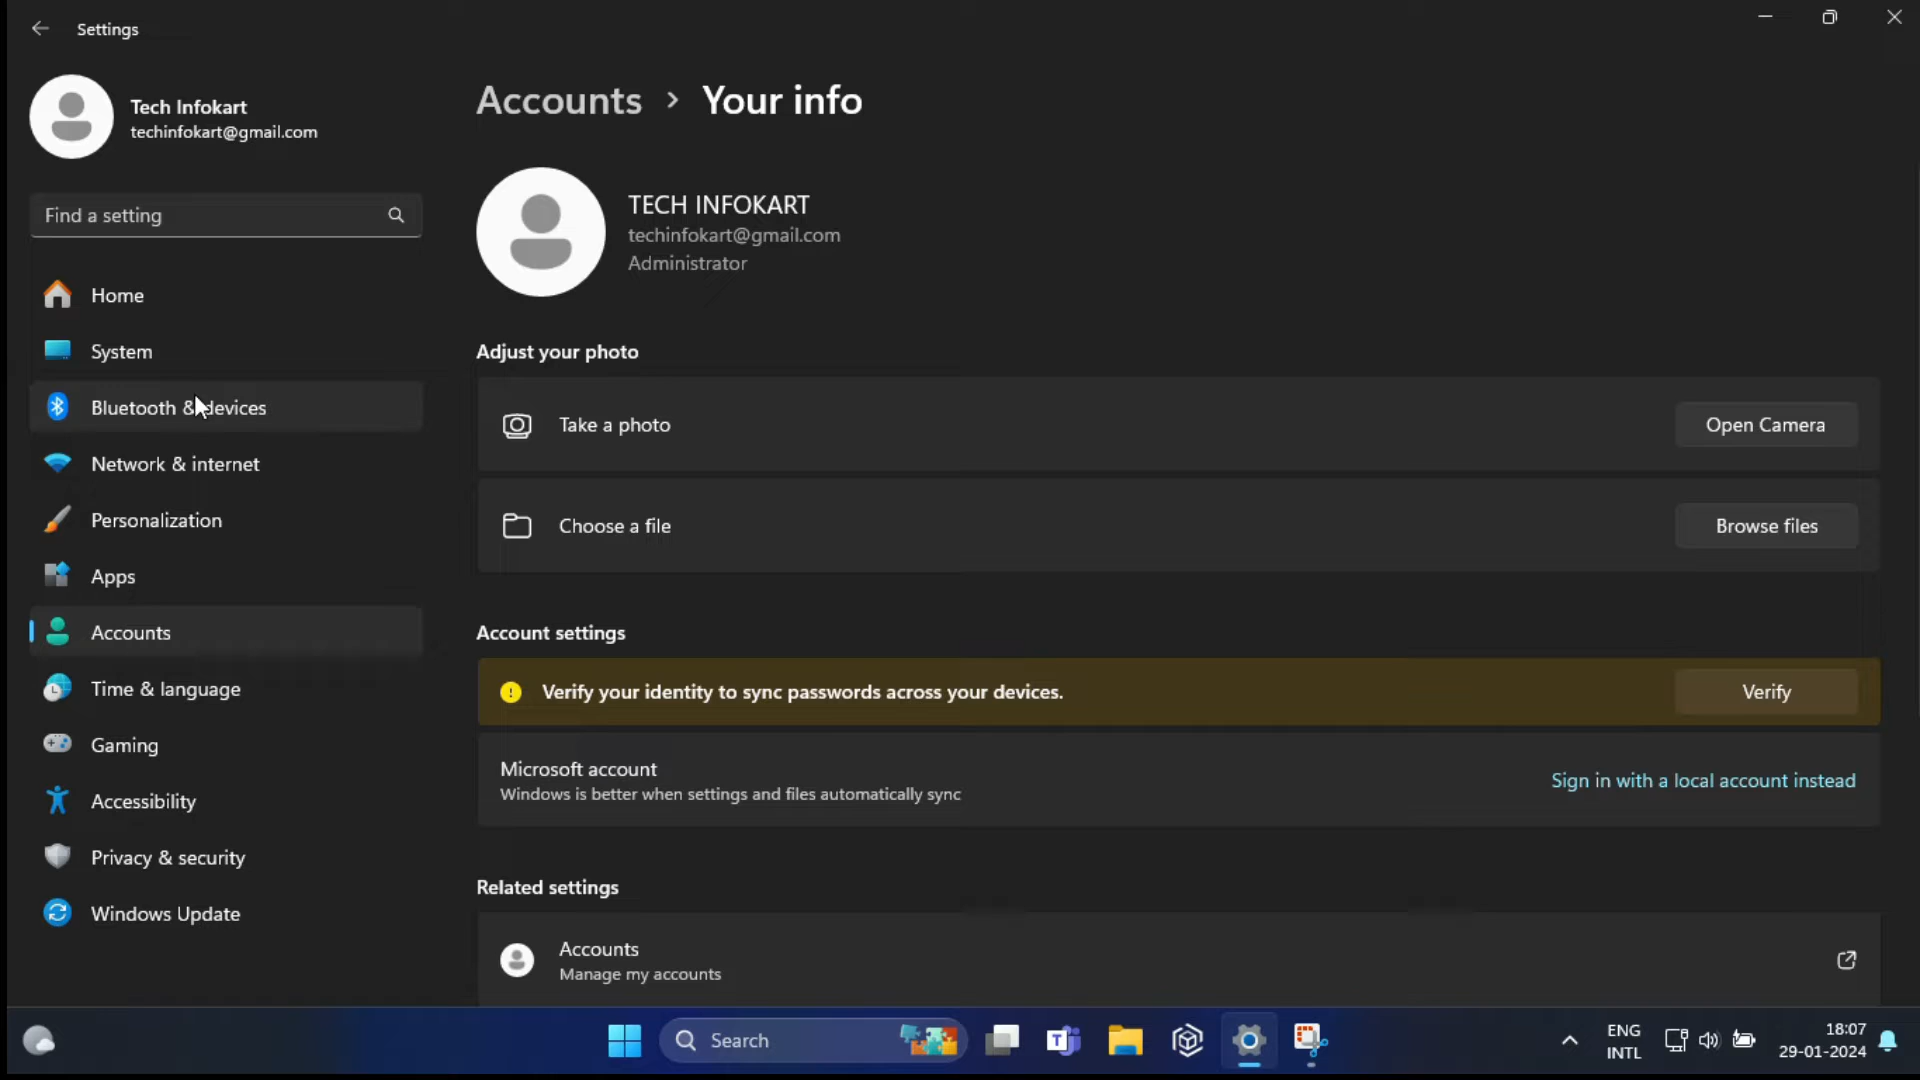 Settings
Tech Infokart
techinfokart@gmail.com
Find a setting
Home
System
Bluetooth & devices
Network & internet
Personalization
Apps
Accounts
Time & language
Gaming
Accessibility
Privacy & security
Windows Update
Accounts > Your info
TECH INFOKART
techinfokart@gmail.com
Administrator
Adjust your photo
Take a photo
Open Camera
Choose a file
Browse files
Account settings
Verify your identity to sync passwords across your devices.
Verify
Microsoft account
Windows is better when settings and files automatically sync
Sign in with a local account instead
Related settings
Accounts
Manage my accounts
Search
ENG
INTL
18:07
29-01-2024